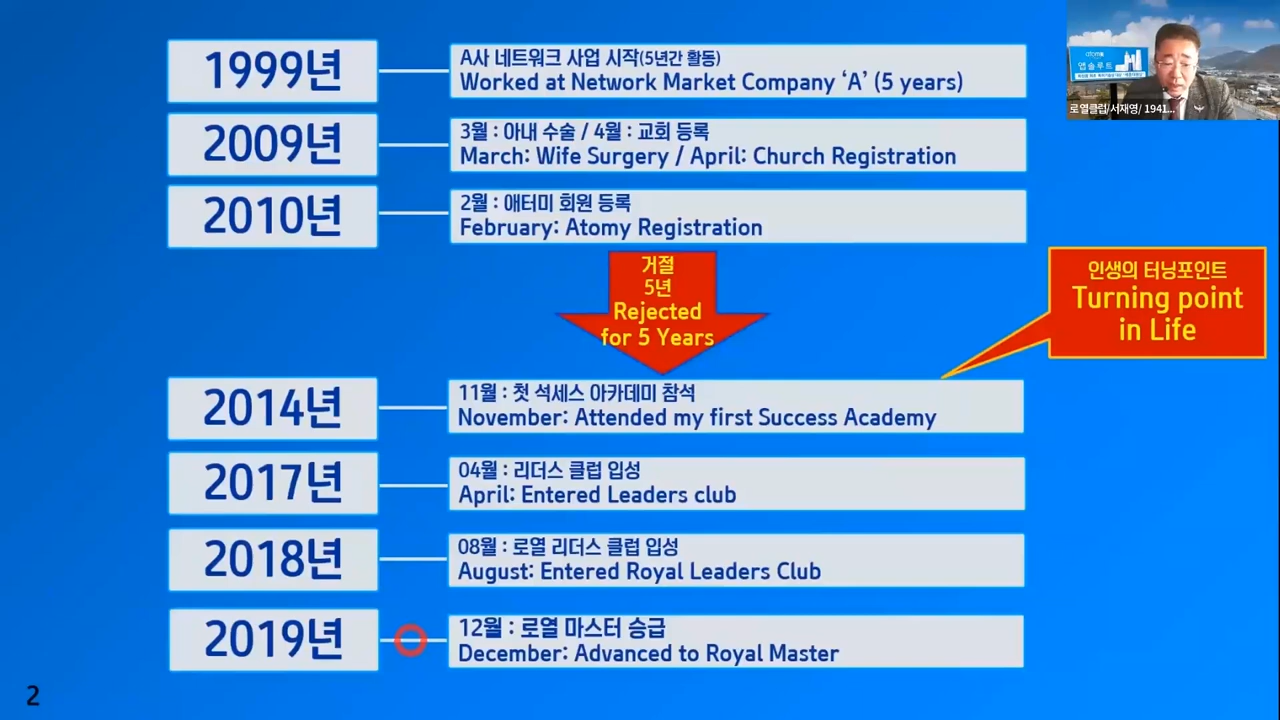 1999년
A사 네트워크 사업 시작(5년간 활동)
Worked at Network Market Company ‘A’ (5 years)
2009년
3월 : 아내 수술 / 4월 : 교회 등록
March: Wife Surgery / April: Church Registration
2010년
2월 : 애터미 회원 등록
February: Atomy Registration
거절
5년
Rejected
for 5 Years
인생의 터닝포인트
Turning point
in Life
2014년
11월 : 첫 석세스 아카데미 참석
November: Attended my first Success Academy
2017년
04월 : 리더스 클럽 입성
April: Entered Leaders club
2018년
08월 : 로열 리더스 클럽 입성
August: Entered Royal Leaders Club
2019년
12월 : 로열 마스터 승급
December: Advanced to Royal Master
2
atomy
앱솔루트
로열클럽/서재영/ 1941...